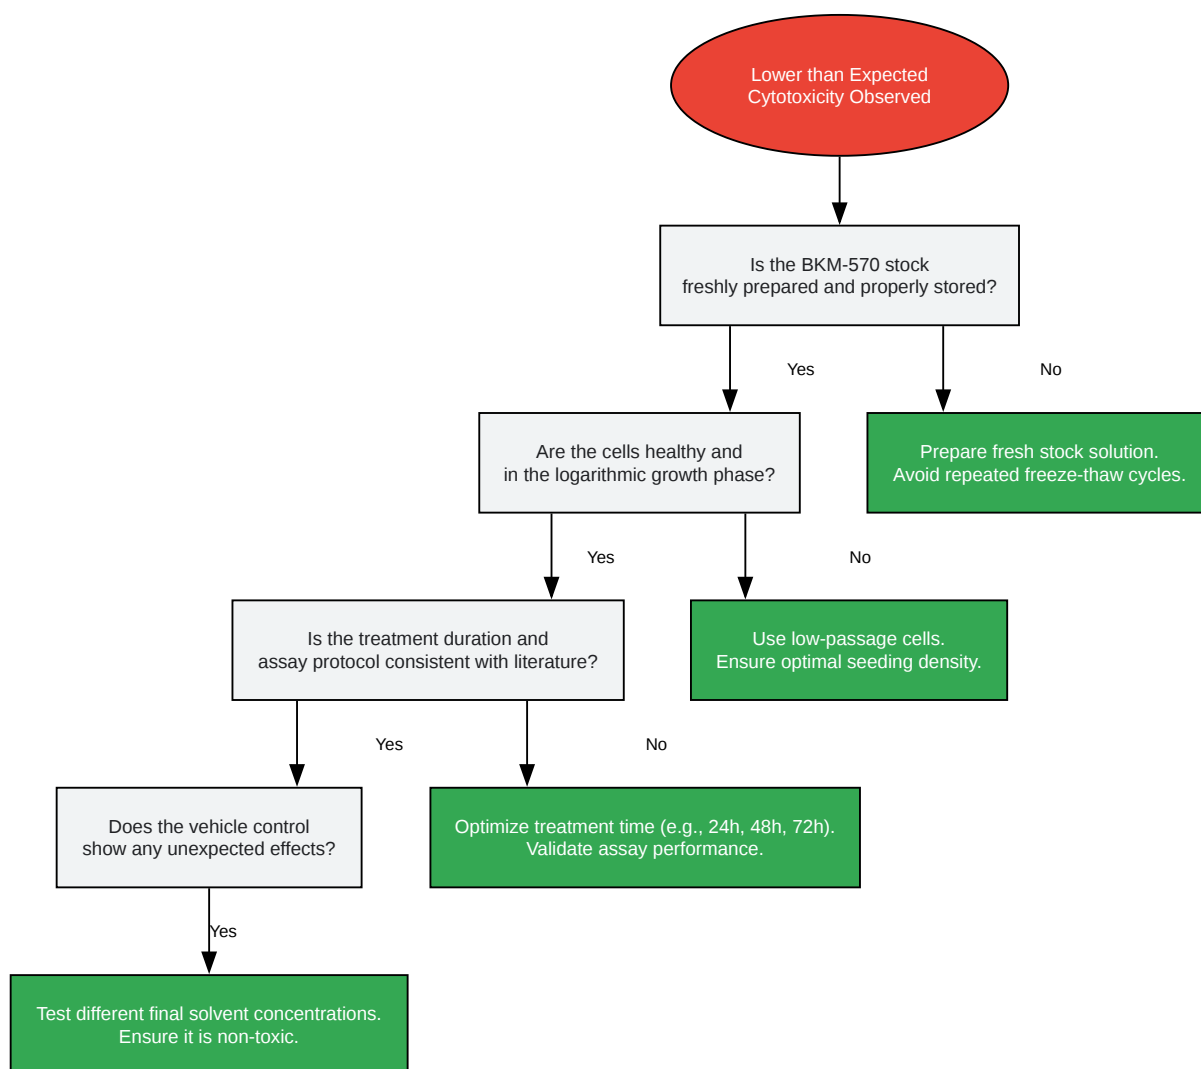 Lower than Expected
Cytotoxicity Observed
Is the BKM-570 stock
freshly prepared and properly stored?
Yes
No
Are the cells healthy and
in the logarithmic growth phase?
Prepare fresh stock solution.
Avoid repeated freeze-thaw cycles.
Yes
No
Is the treatment duration and
assay protocol consistent with literature?
Use low-passage cells.
Ensure optimal seeding density.
Yes
No
Does the vehicle control
show any unexpected effects?
Optimize treatment time (e.g., 24h, 48h, 72h).
Validate assay performance.
Yes
Test different final solvent concentrations.
Ensure it is non-toxic.